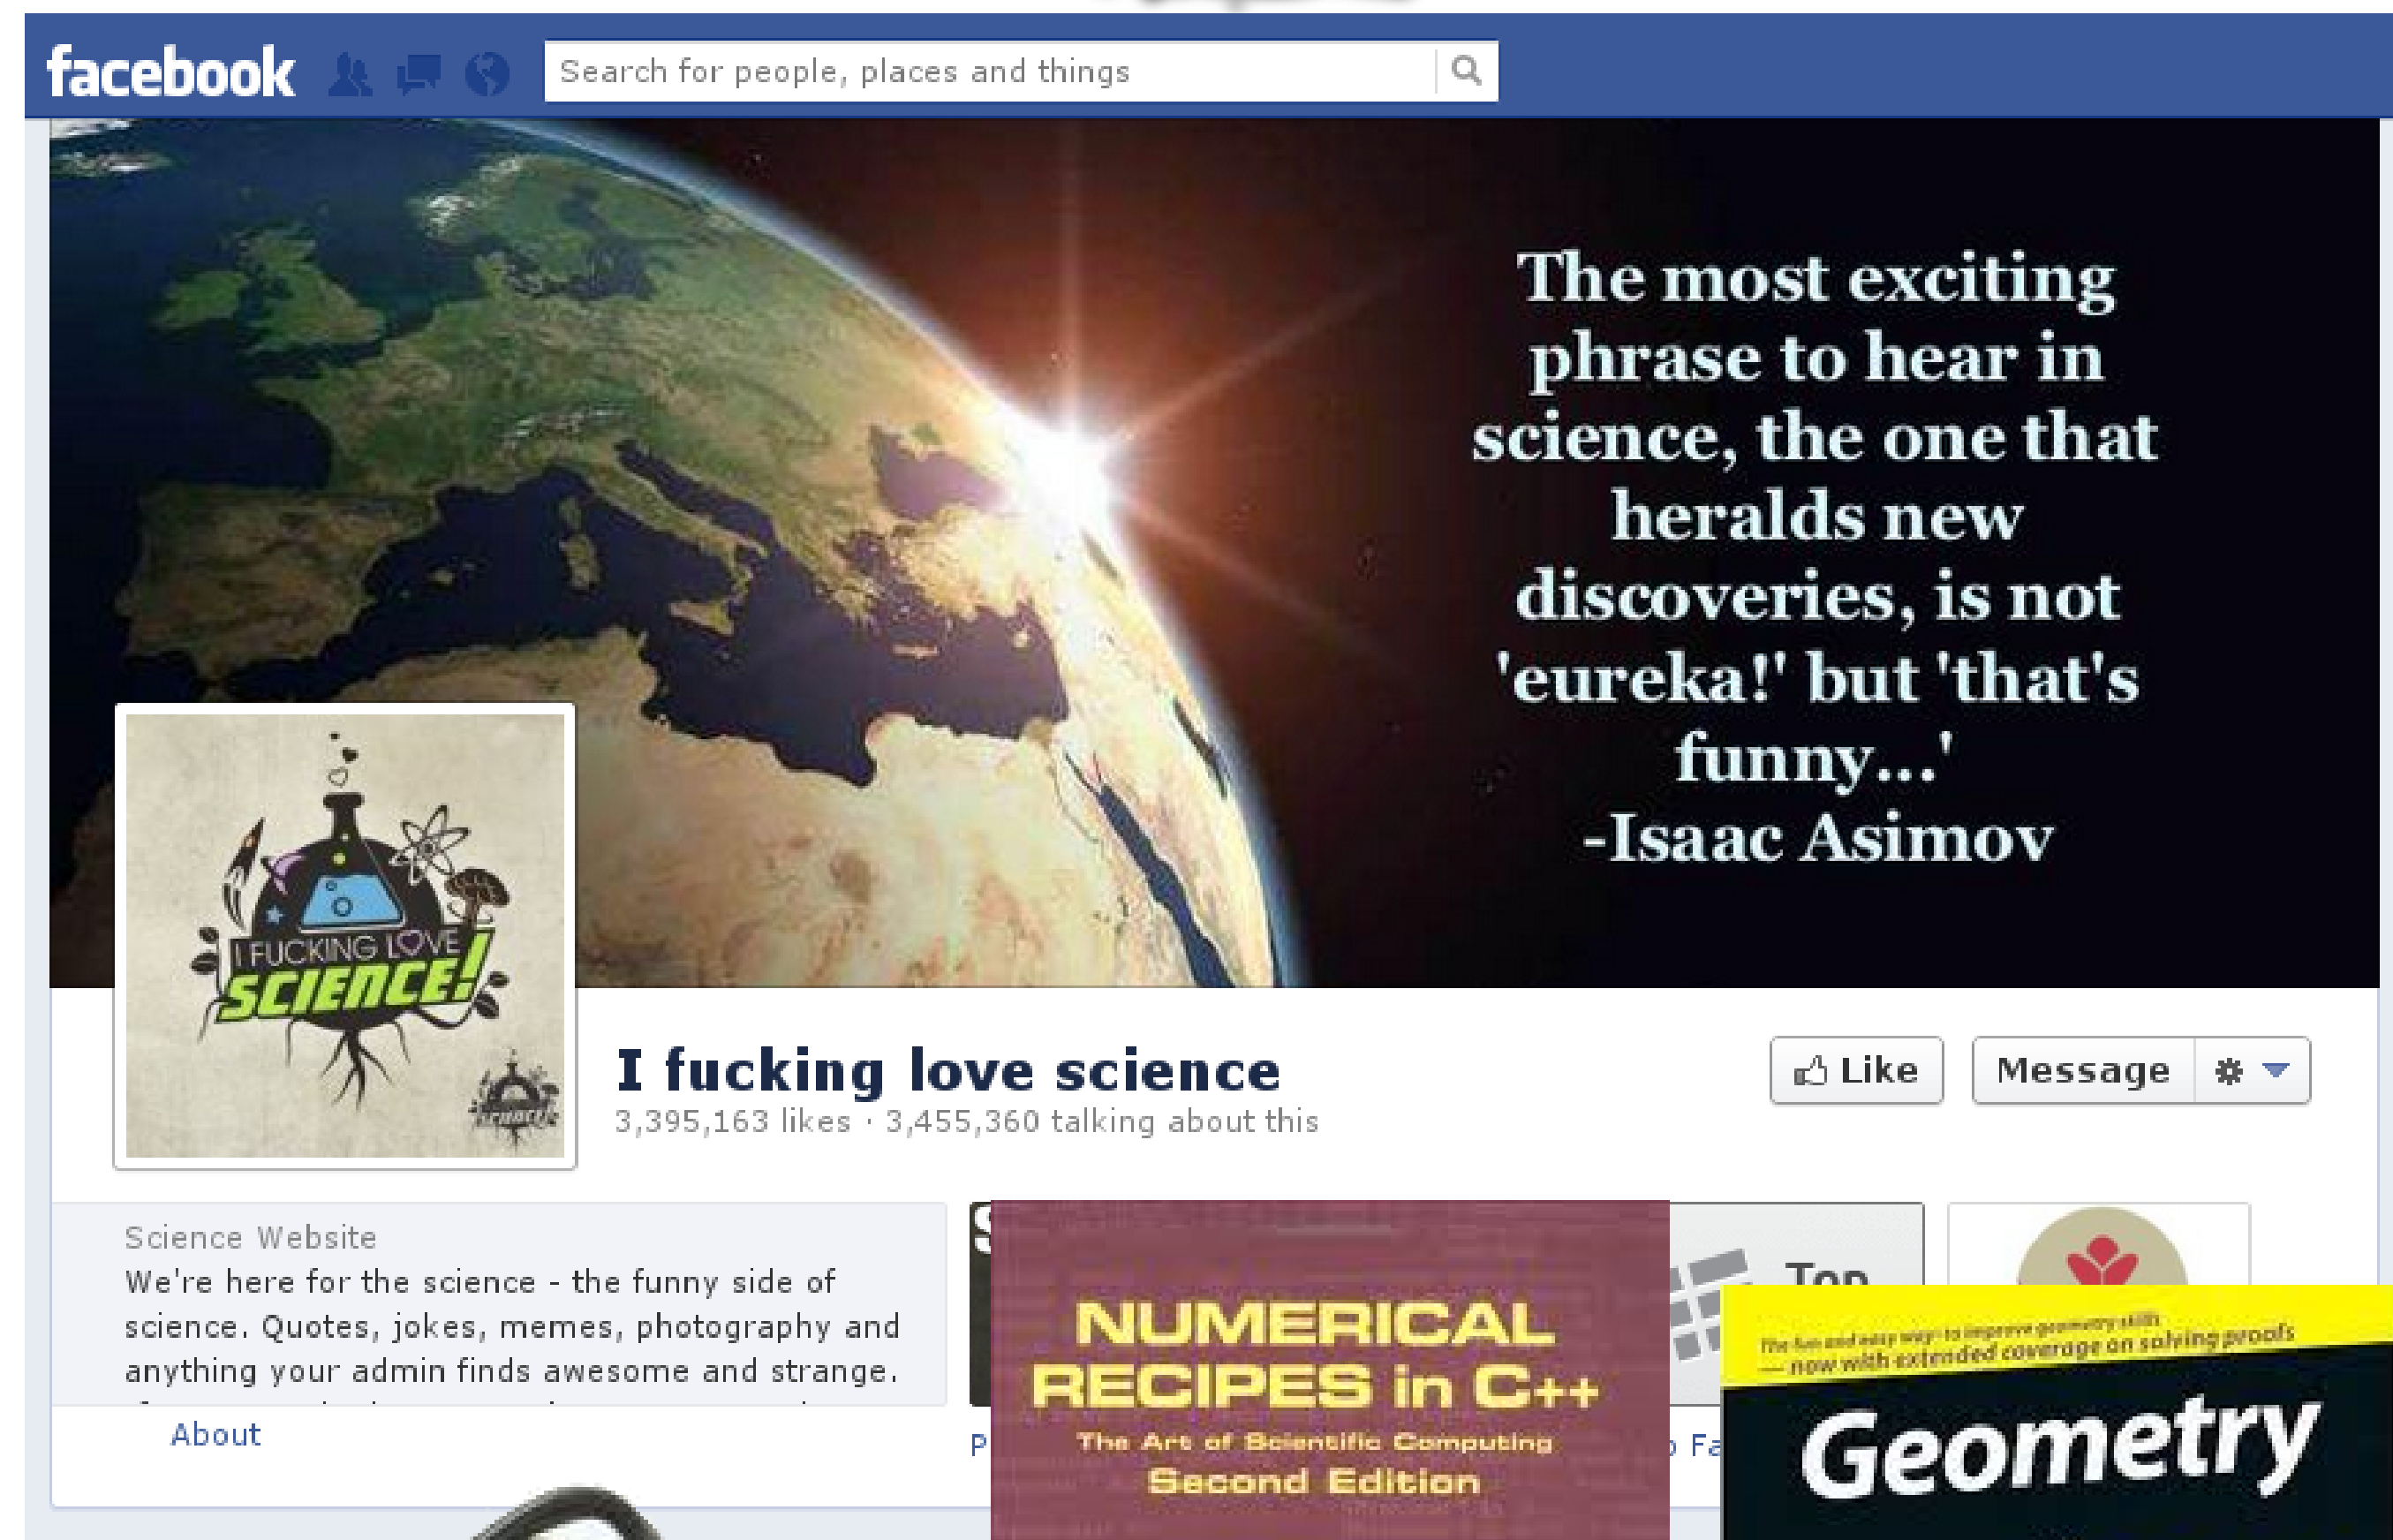 facebook
Search for people, places and things
The most exciting
phrase to hear in
science, the one that
heralds new
discoveries, is not
'eureka!' but 'that's
funny...'
-Isaac Asimov
I FUCKING LOVE
SCIENCE!
I fucking love science
3,395,163 likes · 3,455,360 talking about this
Like
Message
Science Website
We're here for the science - the funny side of
science. Quotes, jokes, memes, photography and
anything your admin finds awesome and strange.
About
P
Top
Fa
NUMERICAL
RECIPES in C++
The Art of Scientific Computing
Second Edition
The fun and easy way to improve geometry skills
— now with extended coverage on solving proofs
Geometry